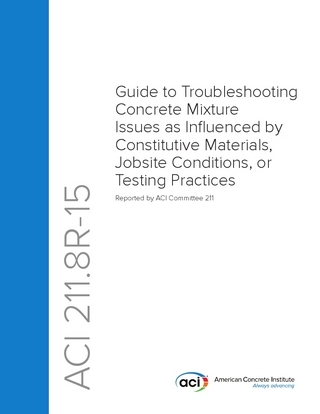 Guide to Troubleshooting
Concrete Mixture
Issues as Influenced by
Constitutive Materials,
Jobsite Conditions, or
Testing Practices
Reported by ACI Committee 211
ACI 211.8R-15
aci
American Concrete Institute
Always advancing